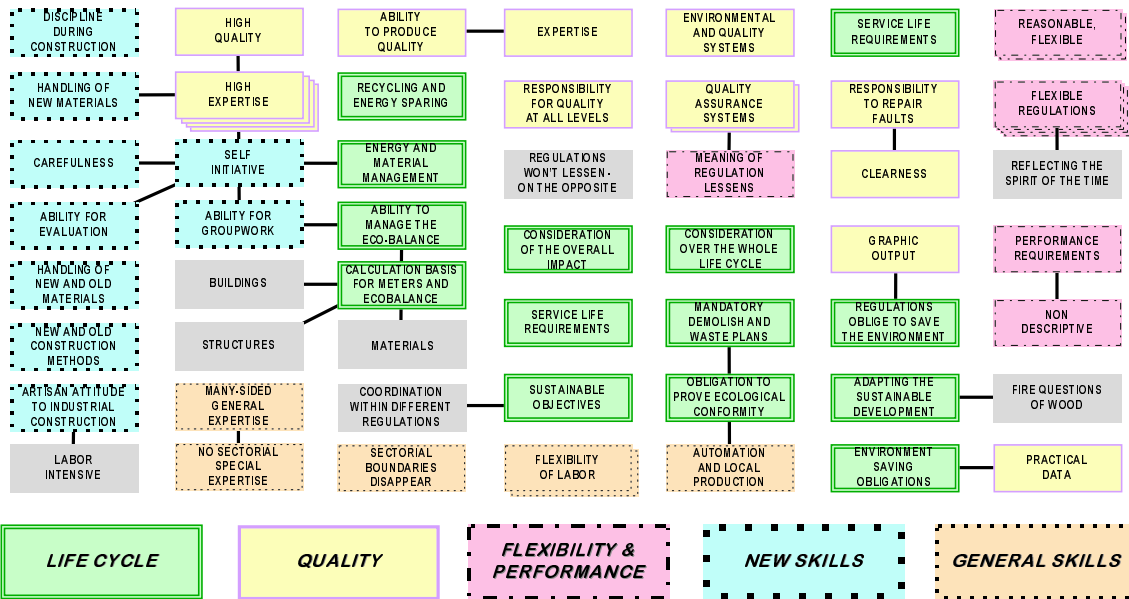 DISCIPLINE
DURING
CONSTRUCTION
HIGH
QUALITY
ABILITY
TO PRODUCE
QUALITY
EXPERTISE
ENVIRONMENTAL
AND QUALITY
SYSTEMS
SERVICE LIFE
REQUIREMENTS
REASONABLE,
FLEXIBLE
HANDLING OF
NEW MATERIALS
HIGH
EXPERTISE
RECYCLING AND
ENERGY SPARING
RESPONSIBILITY
FOR QUALITY
AT ALL LEVELS
QUALITY
ASSURANCE
SYSTEMS
RESPONSIBILITY
TO REPAIR
FAULTS
FLEXIBLE
REGULATIONS
CAREFULNESS
SELF
INITIATIVE
ENERGY AND
MATERIAL
MANAGEMENT
REGULATIONS
WON'T LESSEN-
ON THE OPPOSITE
MEANING OF
REGULATION
LESSENS
CLEARNESS
REFLECTING THE
SPIRIT OF THE TIME
ABILITY FOR
EVALUATION
ABILITY FOR
GROUPWORK
ABILITY TO
MANAGE THE
ECO-BALANCE
CONSIDERATION
OF THE OVERALL
IMPACT
CONSIDERATION
OVER THE WHOLE
LIFE CYCLE
GRAPHIC
OUTPUT
PERFORMANCE
REQUIREMENTS
HANDLING OF
NEW AND OLD
MATERIALS
BUILDINGS
CALCULATION BASIS
FOR METERS AND
ECOBALANCE
SERVICE LIFE
REQUIREMENTS
MANDATORY
DEMOLISH AND
WASTE PLANS
REGULATIONS
OBLIGE TO SAVE
THE ENVIRONMENT
NON
DESCRIPTIVE
NEW AND OLD
CONSTRUCTION
METHODS
STRUCTURES
MATERIALS
ARTISAN ATTITUDE
TO INDUSTRIAL
CONSTRUCTION
MANY-SIDED
GENERAL
EXPERTISE
COORDINATION
WITHIN DIFFERENT
REGULATIONS
SUSTAINABLE
OBJECTIVES
OBLIGATION TO
PROVE ECOLOGICAL
CONFORMITY
ADAPTING THE
SUSTAINABLE
DEVELOPMENT
FIRE QUESTIONS
OF WOOD
LABOR
INTENSIVE
NO SECTORIAL
SPECIAL
EXPERTISE
SECTORIAL
BOUNDARIES
DISAPPEAR
FLEXIBILITY
OF LABOR
AUTOMATION
AND LOCAL
PRODUCTION
ENVIRONMENT
SAVING
OBLIGATIONS
PRACTICAL
DATA
LIFE CYCLE
QUALITY
FLEXIBILITY &
PERFORMANCE
NEW SKILLS
GENERAL SKILLS